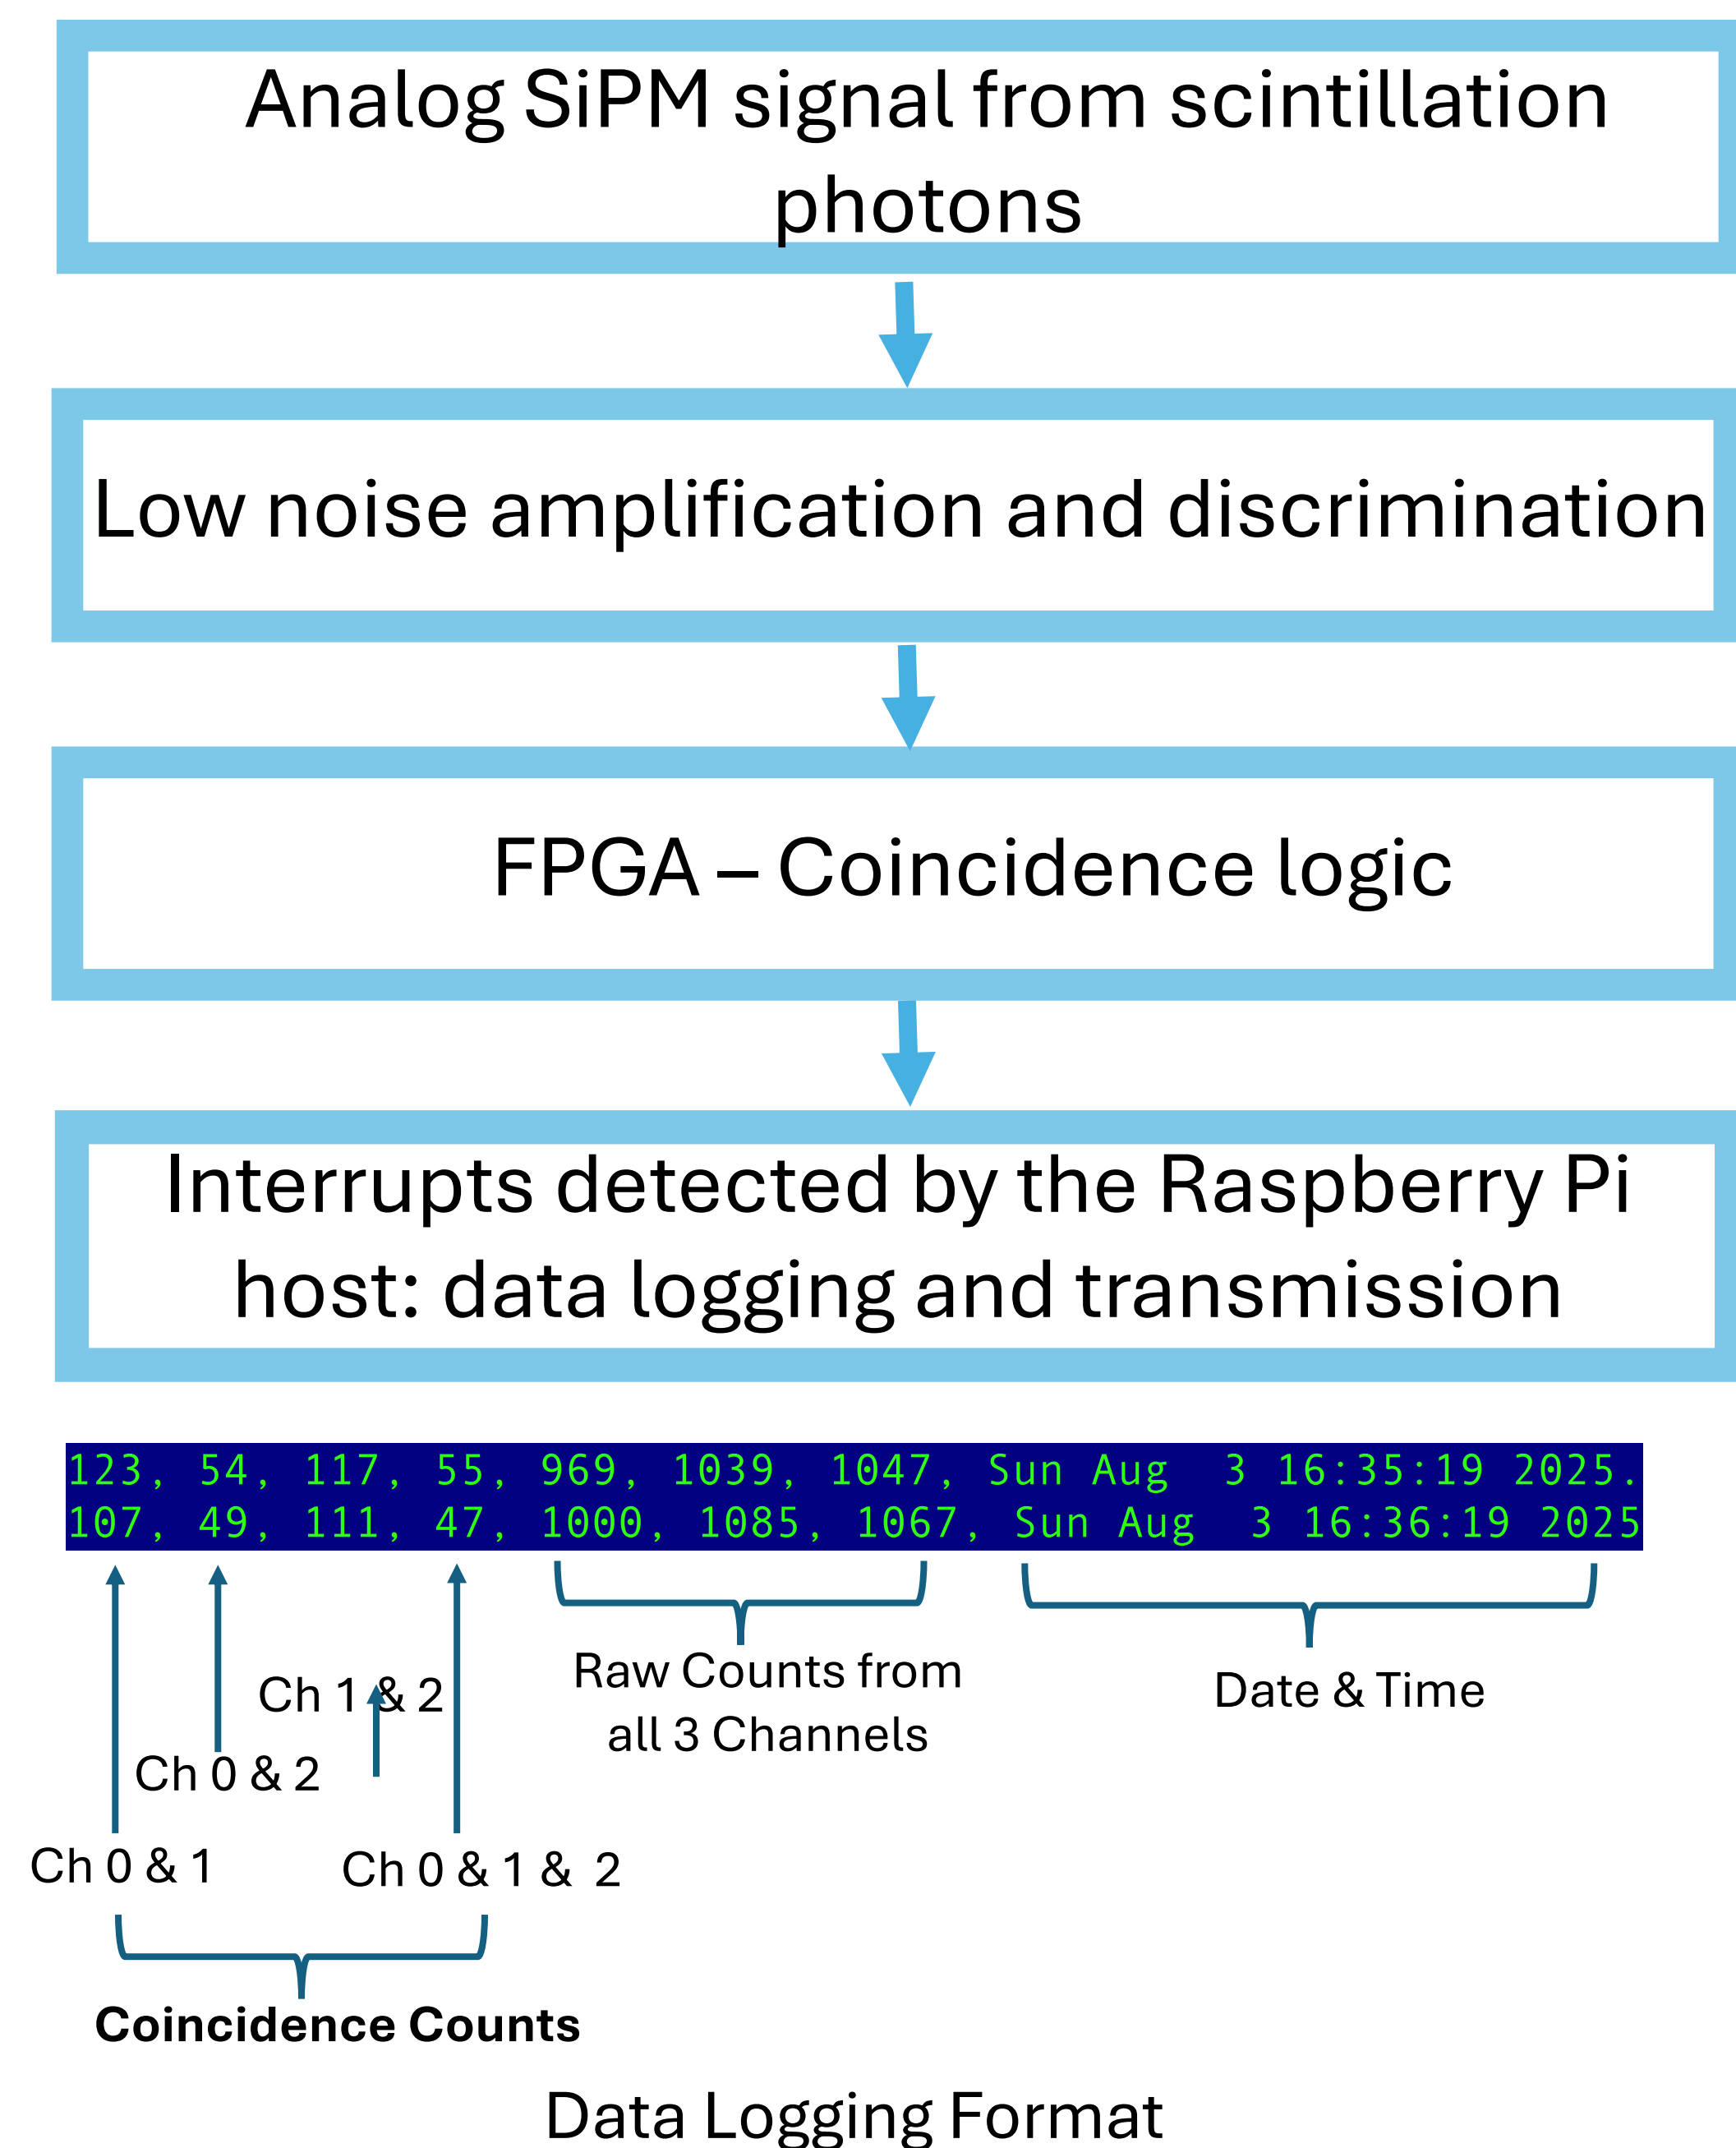 Analog SiPM signal from scintillation
photons
Low noise amplification and discrimination
FPGA – Coincidence logic
Interrupts detected by the Raspberry Pi
host: data logging and transmission
123, 54, 117, 55, 969, 1039, 1047, Sun Aug  3 16:35:19 2025.
107, 49, 111, 47, 1000, 1085, 1067, Sun Aug  3 16:36:19 2025
Ch 1 & 2
Raw Counts from
all 3 Channels
Date & Time
Ch 0 & 2
Ch 0 & 1
Ch 0 & 1 & 2
Coincidence Counts
Data Logging Format